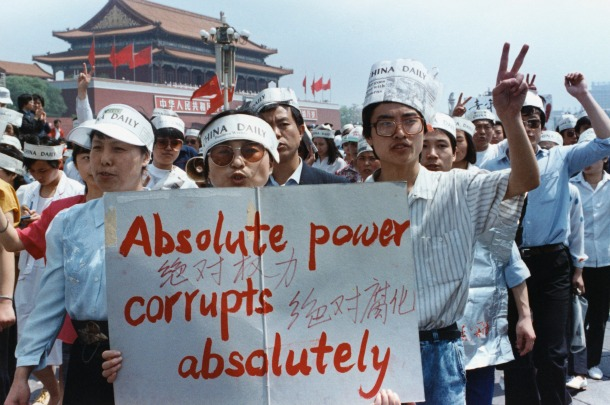 中华人民共和国
CHINA DAILY
CHINA DAILY
CHINA DAILY
Absolute power
绝对权力
corrupts 绝对腐化
absolutely